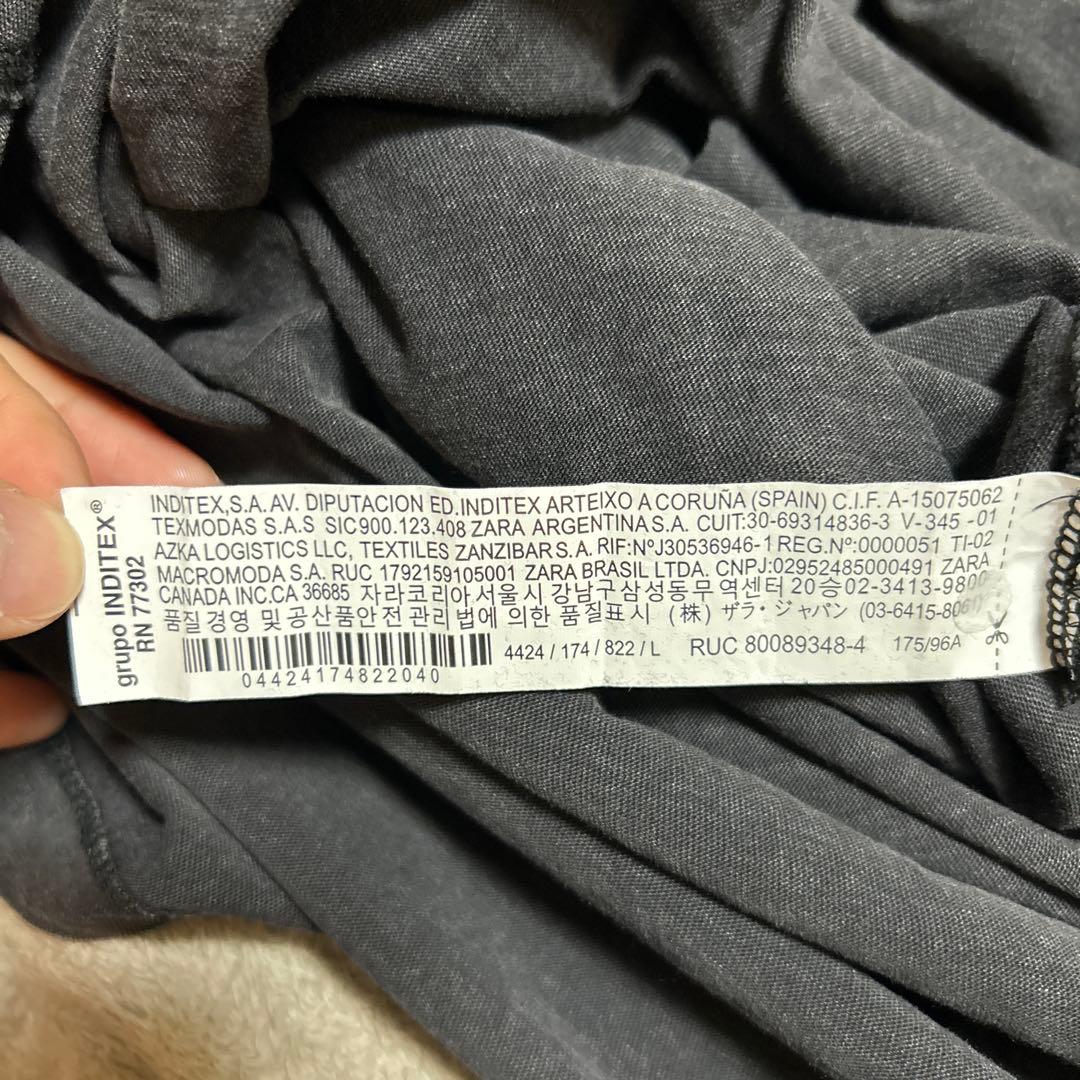 grupo INDITEX®
RN 77302
INDITEX,S.A. AV. DIPUTACION ED.INDITEX ARTEIXO A CORUÑA (SPAIN) C.I.F. A-15075062
TEXMODAS S.A.S SIC900.123.408 ZARA ARGENTINA S.A. CUIT:30-69314836-3 V-345 -01
AZKA LOGISTICS LLC, TEXTILES ZANZIBAR S.A. RIF:NºJ30536946-1 REG.Nº:0000051 TI-02
MACROMODA S.A. RUC 1792159105001 ZARA BRASIL LTDA. CNPJ:02952485000491 ZARA
CANADA INC.CA 36685 자라코리아 서울시 강남구 삼성동 무역센터 20층 02-3413-9800
품질 경영 및 공산품안전 관리 법에 의한 품질표시 (株) ザラ・ジャパン (03-6415-8061)
4424 / 174 / 822 / L RUC 80089348-4 175/96A
04424174822040